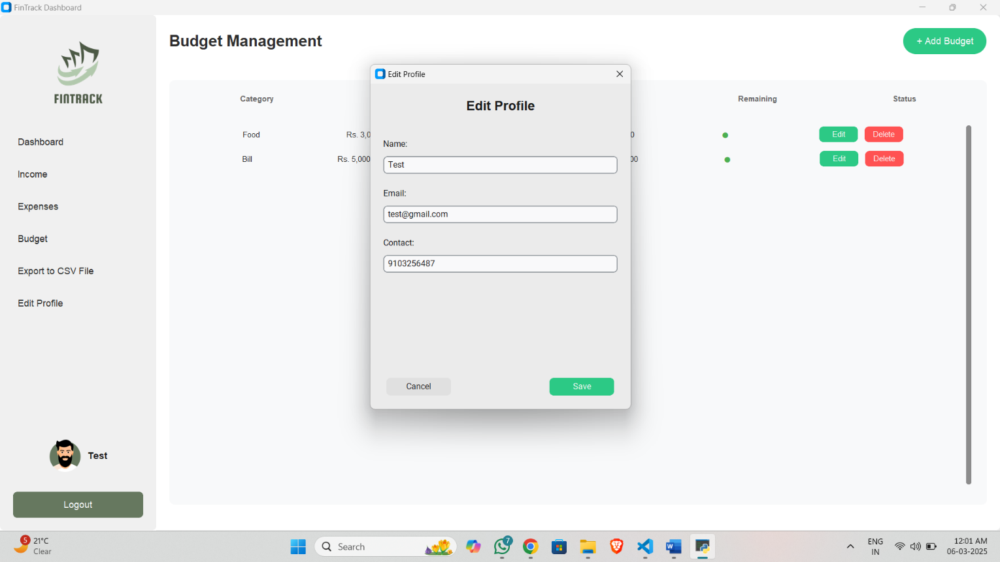 FinTrack Dashboard
Budget Management
+ Add Budget
FINTRACK
Dashboard
Income
Expenses
Budget
Export to CSV File
Edit Profile
Test
Logout
Category Remaining Status
Food Rs. 3,0 0 Edit Delete
Bill Rs. 5,000 00 Edit Delete
Edit Profile
Edit Profile
Name:
Test
Email:
test@gmail.com
Contact:
9103256487
Cancel Save
5
21°C
Clear
Search
7
ENG
IN
12:01 AM
06-03-2025